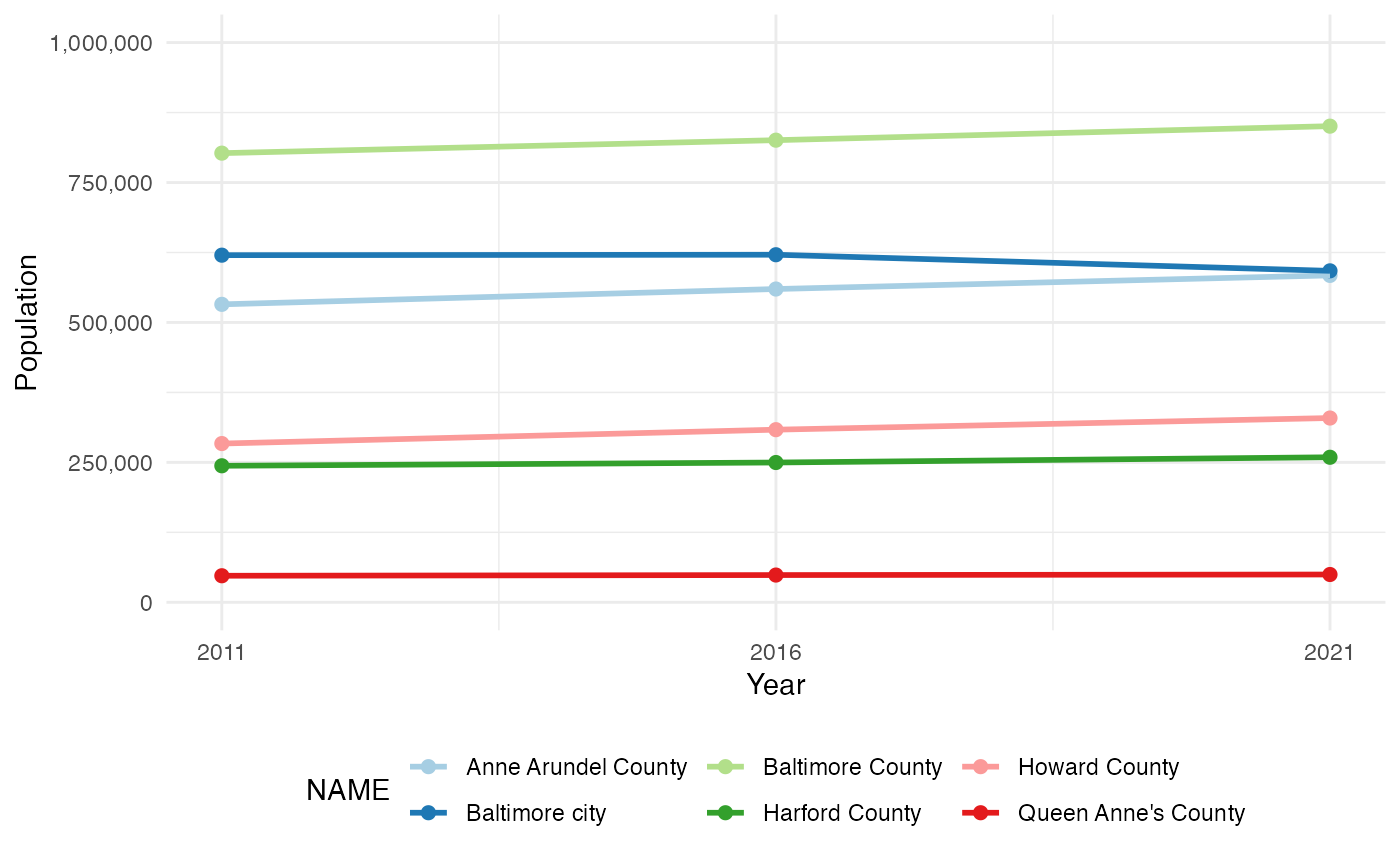 1,000,000
750,000
500,000
250,000
0
Population
2011 2016 2021
Year
NAME
Anne Arundel County Baltimore County Howard County
Baltimore city Harford County Queen Anne's County